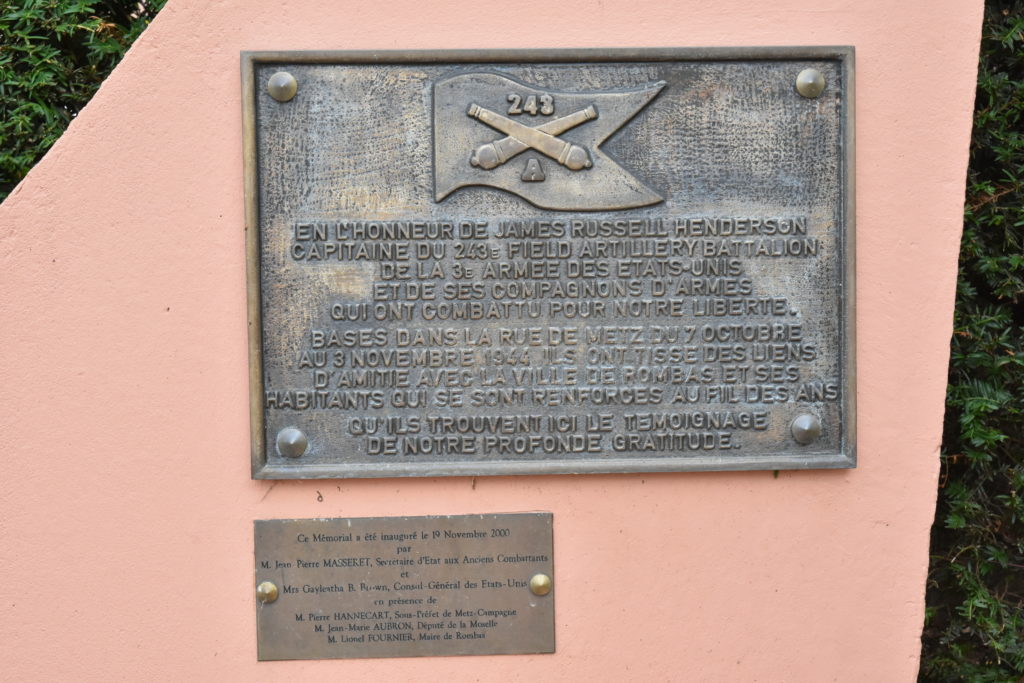 243
A
EN L'HONNEUR DE JAMES RUSSELL HENDERSON
CAPITAINE DU 243E FIELD ARTILLERY BATTALION
DE LA 3E ARMEE DES ETATS-UNIS
ET DE SES COMPAGNONS D'ARMES
QUI ONT COMBATTU POUR NOTRE LIBERTE.
BASES DANS LA RUE DE METZ DU 7 OCTOBRE
AU 3 NOVEMBRE 1944 ILS ONT TISSE DES LIENS
D'AMITIE AVEC LA VILLE DE ROMBAS ET SES
HABITANTS QUI SE SONT RENFORCES AU FIL DES ANS
QU'ILS TROUVENT ICI LE TEMOIGNAGE
DE NOTRE PROFONDE GRATITUDE.
Ce Mémorial a été inauguré le 19 Novembre 2000
par
M. Jean Pierre MASSERET, Secretaire d'Etat aux Anciens Combattants
et
Mrs Gayleatha B. Brown, Consul-Général des Etats-Unis
en présence de
M. Pierre HANNECART, Sous-Préfet de Metz-Campagne
M. Jean-Marie AUBRON, Député de la Moselle
M. Lionel FOURNIER, Maire de Rombas